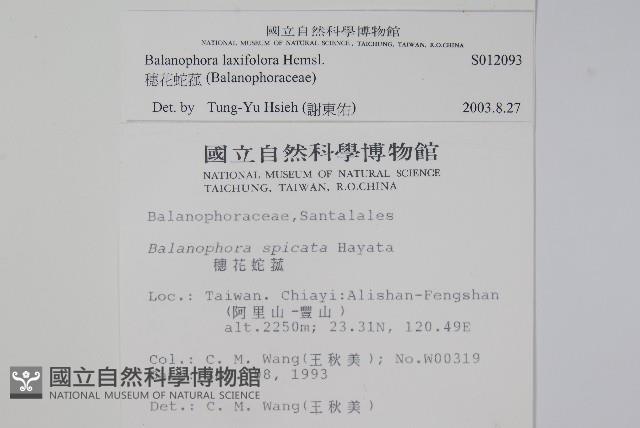 國立自然科學博物館
NATIONAL MUSEUM OF NATURAL SCIENCE, TAICHUNG, TAIWAN, R.O.CHINA
Balanophora laxifolora Hemsl. S012093
穗花蛇菰 (Balanophoraceae)
Det. by Tung-Yu Hsieh (謝東佑) 2003.8.27
國立自然科學博物館
NATIONAL MUSEUM OF NATURAL SCIENCE
TAICHUNG, TAIWAN, R.O.CHINA
Balanophoraceae,Santalales
Balanophora spicata Hayata
穗花蛇菰
Loc.: Taiwan. Chiayi:Alishan-Fengshan
(阿里山-豐山)
alt.2250m; 23.31N, 120.49E
Col.: C. M. Wang(王秋美); No.W00319
8, 1993
Det.: C. M. Wang(王秋美)
國立自然科學博物館
NATIONAL MUSEUM OF NATURAL SCIENCE